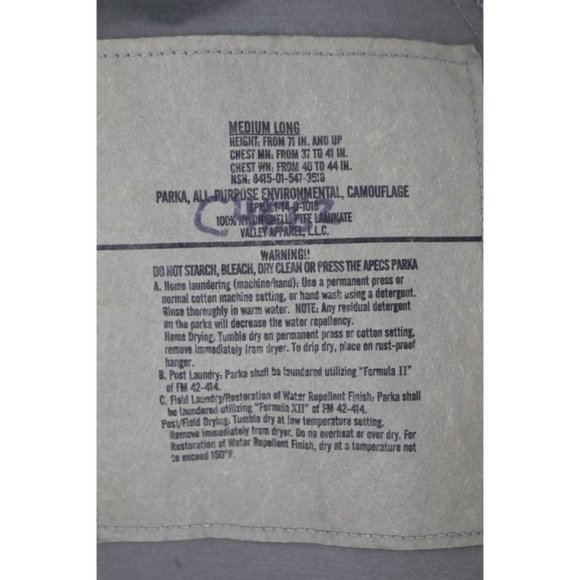 MEDIUM LONG
HEIGHT: FROM 71 IN. AND UP
CHEST MN: FROM 37 TO 41 IN.
CHEST WN: FROM 40 TO 44 IN.
NSN: 8415-01-547-3518
PARKA, ALL-PURPOSE ENVIRONMENTAL, CAMOUFLAGE
100% NYLON SHELL, PTFE LAMINATE
VALLEY APPAREL, L.L.C.
WARNING!!
DO NOT STARCH, BLEACH, DRY CLEAN OR PRESS THE APECS PARKA
A. Home laundering (machine/hand): Use a permanent press or
normal cotton machine setting, or hand wash using a detergent.
Rinse thoroughly in warm water. NOTE: Any residual detergent
on the parka will decrease the water repellency.
Home Drying: Tumble dry on permanent press or cotton setting,
remove immediately from dryer. To drip dry, place on rust-proof
hanger.
B. Post Laundry: Parka shall be laundered utilizing "Formula II"
of FM 42-414.
C. Field Laundry/Restoration of Water Repellent Finish: Parka shall
be laundered utilizing "Formula XII" of FM 42-414.
Post/Field Drying: Tumble dry at low temperature setting.
Remove immediately from dryer. Do no overheat or over dry. For
Restoration of Water Repellent Finish, dry at a temperature not
to exceed 150°F.